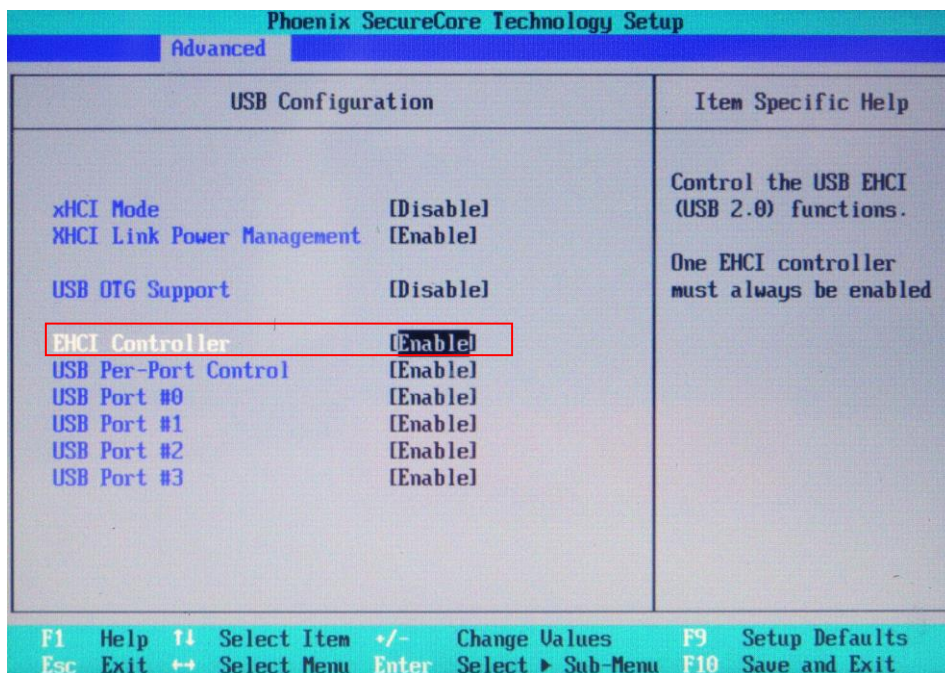 Phoenix SecureCore Technology Setup
Advanced
USB Configuration
Item Specific Help
xHCI Mode [Disable]
XHCI Link Power Management [Enable]
USB OTG Support [Disable]
EHCI Controller [Enable]
USB Per-Port Control [Enable]
USB Port #0 [Enable]
USB Port #1 [Enable]
USB Port #2 [Enable]
USB Port #3 [Enable]
Control the USB EHCI
(USB 2.0) functions.
One EHCI controller
must always be enabled
F1 Help ↑↓ Select Item +/- Change Values F9 Setup Defaults
Esc Exit ↔ Select Menu Enter Select ▶ Sub-Menu F10 Save and Exit